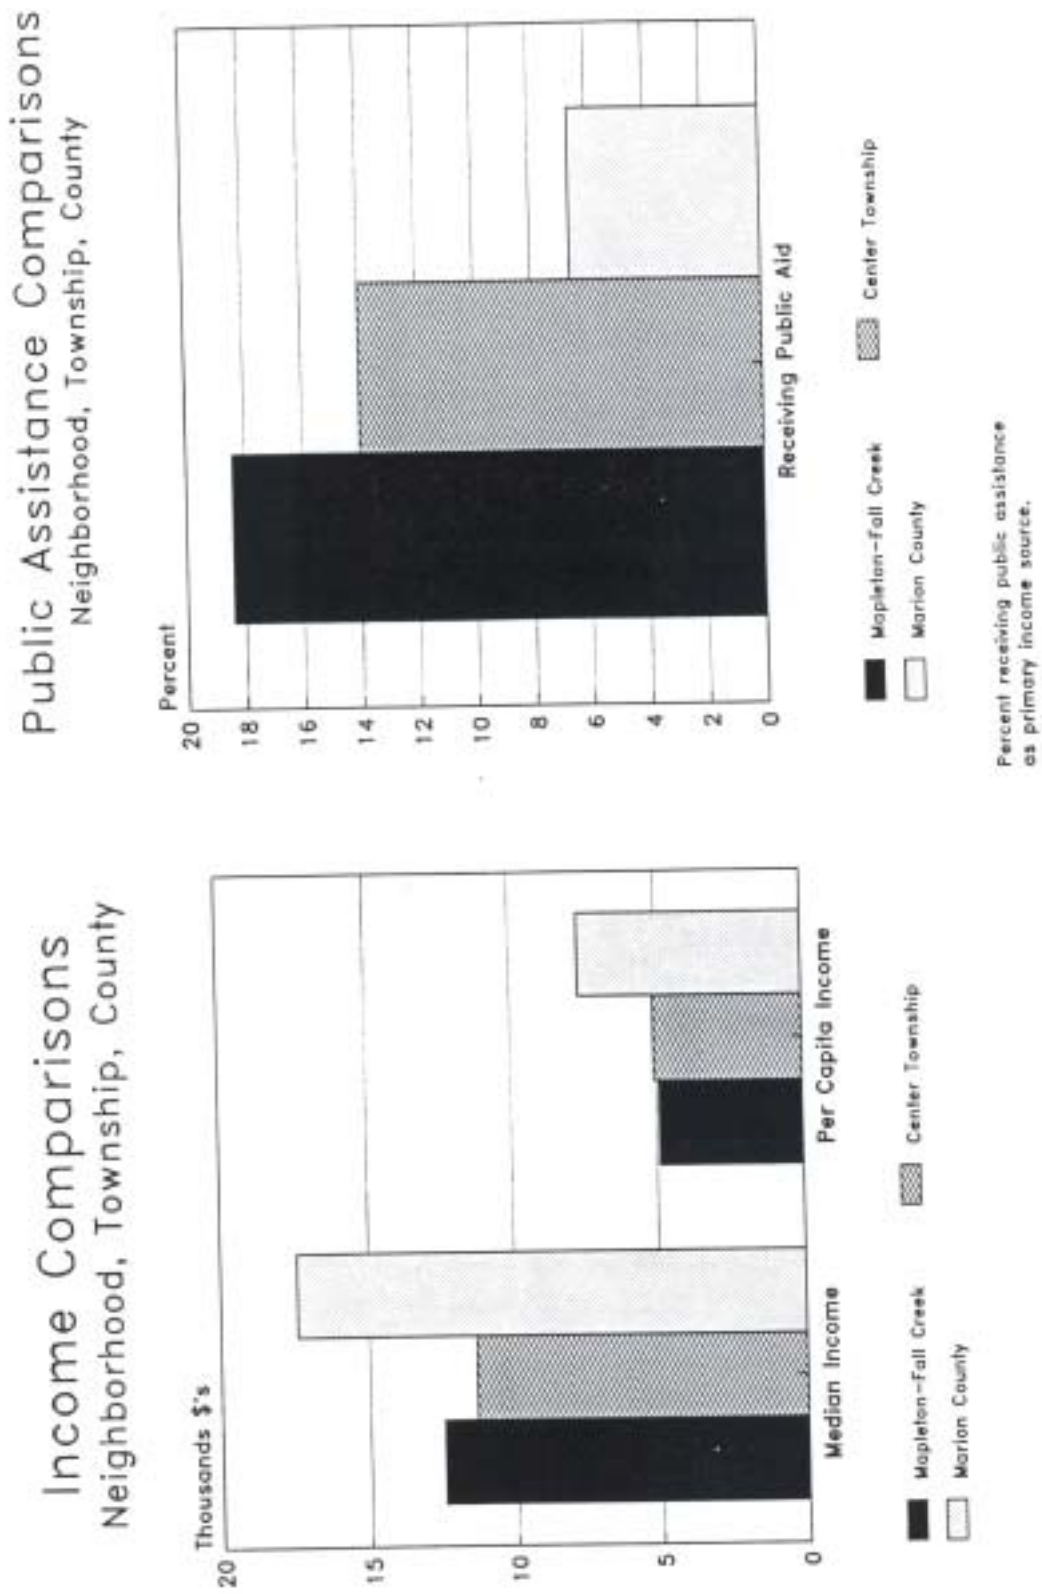 Income Comparisons
Neighborhood, Township, County
Thousands $'s
20
15
10
5
0
Median Income
Per Capita Income
Mapleton-Fall Creek
Center Township
Marion County
Public Assistance Comparisons
Neighborhood, Township, County
Percent
20
18
16
14
12
10
8
6
4
2
0
Receiving Public Aid
Mapleton-Fall Creek
Center Township
Marion County
Percent receiving public assistance
as primary income source.